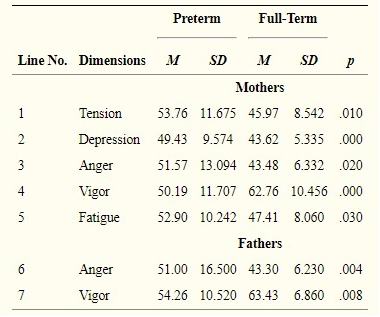 Preterm Full-Term
Line No. Dimensions M SD M SD p
Mothers
1 Tension 53.76 11.675 45.97 8.542 .010
2 Depression 49.43 9.574 43.62 5.335 .000
3 Anger 51.57 13.094 43.48 6.332 .020
4 Vigor 50.19 11.707 62.76 10.456 .000
5 Fatigue 52.90 10.242 47.41 8.060 .030
Fathers
6 Anger 51.00 16.500 43.30 6.230 .004
7 Vigor 54.26 10.520 63.43 6.860 .008